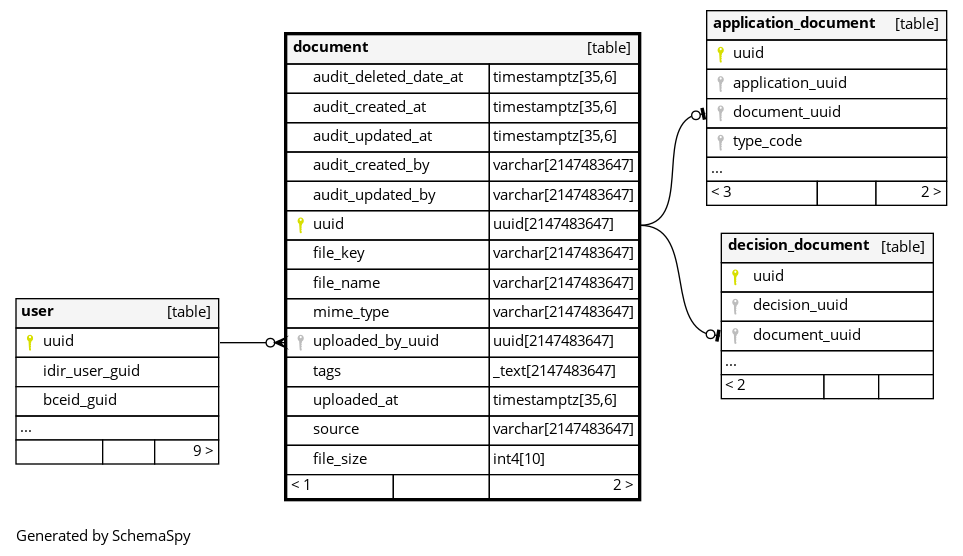 user [table]
uuid
idir_user_guid
bceid_guid
...
9 >
document [table]
audit_deleted_date_at timestamptz[35,6]
audit_created_at timestamptz[35,6]
audit_updated_at timestamptz[35,6]
audit_created_by varchar[2147483647]
audit_updated_by varchar[2147483647]
uuid uuid[2147483647]
file_key varchar[2147483647]
file_name varchar[2147483647]
mime_type varchar[2147483647]
uploaded_by_uuid uuid[2147483647]
tags _text[2147483647]
uploaded_at timestamptz[35,6]
source varchar[2147483647]
file_size int4[10]
< 1 2 >
application_document [table]
uuid
application_uuid
document_uuid
type_code
...
< 3 2 >
decision_document [table]
uuid
decision_uuid
document_uuid
...
< 2
Generated by SchemaSpy